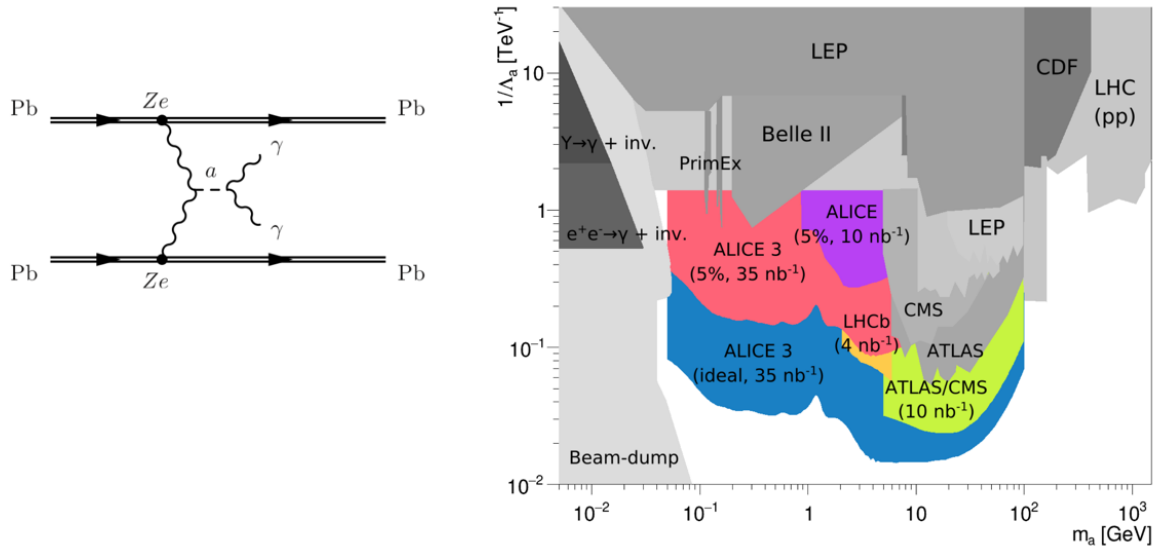 Pb
Ze
Pb
a
γ
γ
Pb
Ze
Pb
1/Λa [TeV⁻¹]
10
1
10⁻¹
10⁻²
LEP
CDF
LHC
(pp)
Belle II
ϒ→γ + inv.
PrimEx
e⁺e⁻→γ + inv.
ALICE
(5%, 10 nb⁻¹)
LEP
ALICE 3
(5%, 35 nb⁻¹)
CMS
LHCb
(4 nb⁻¹)
ALICE 3
(ideal, 35 nb⁻¹)
ATLAS
ATLAS/CMS
(10 nb⁻¹)
Beam-dump
10⁻² 10⁻¹ 1 10 10² 10³
mₐ [GeV]